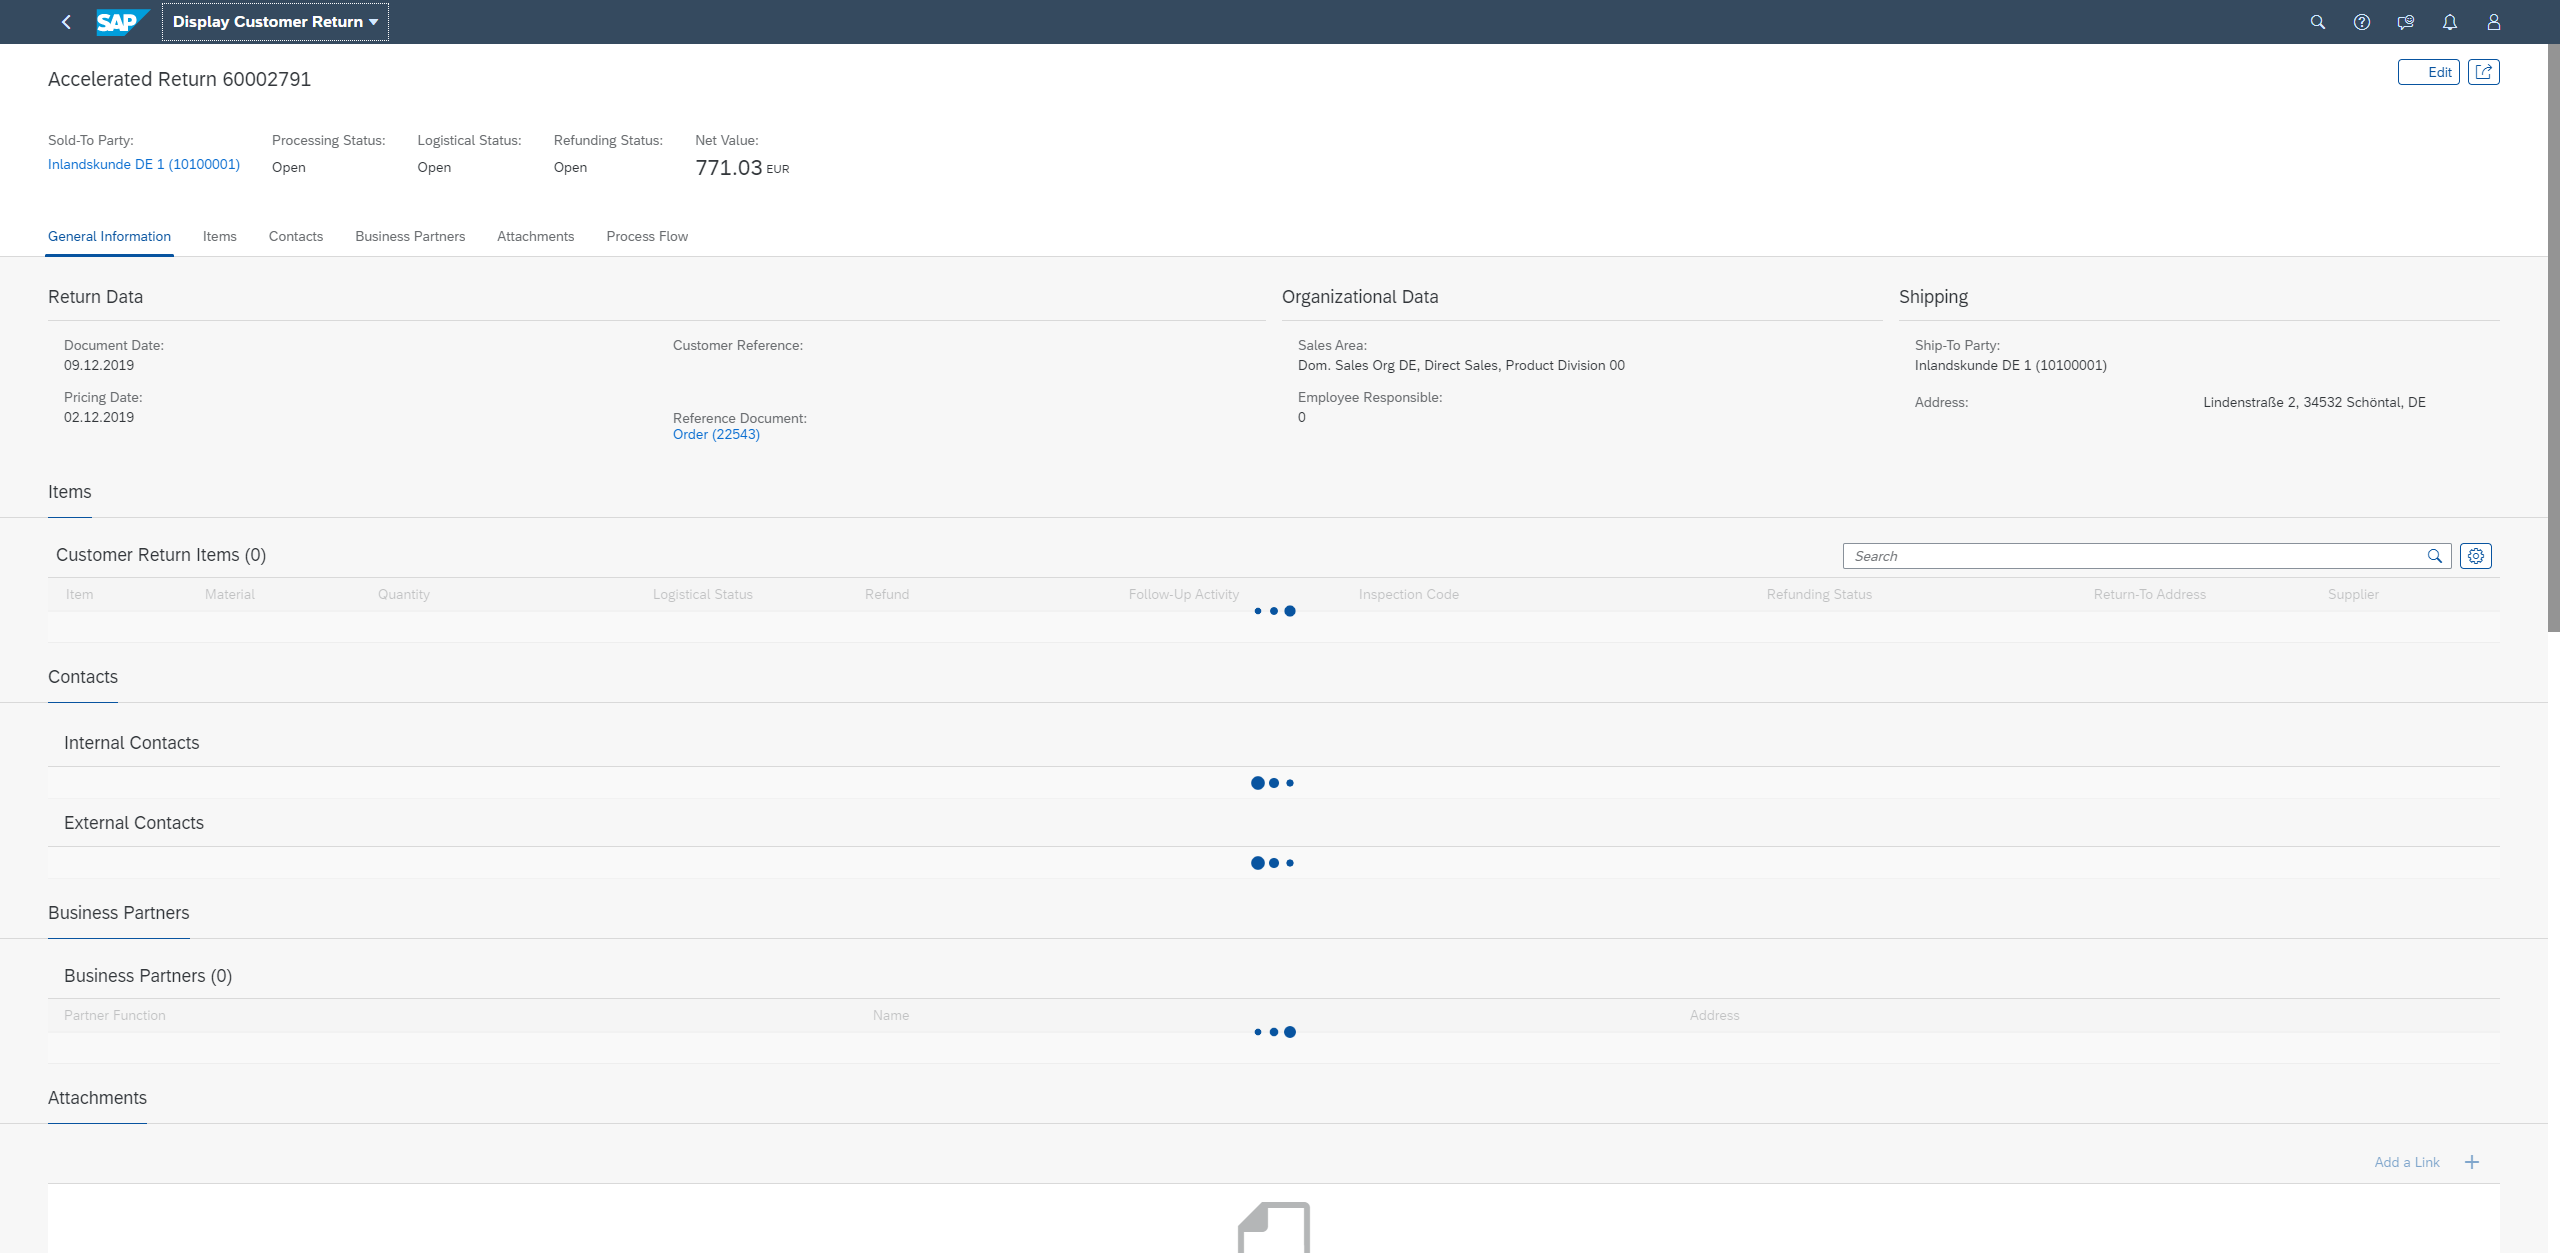 SAP Display Customer Return
Accelerated Return 60002791
Edit
Sold-To Party: Processing Status: Logistical Status: Refunding Status: Net Value:
Inlandskunde DE 1 (10100001) Open Open Open 771.03 EUR
General Information Items Contacts Business Partners Attachments Process Flow
Return Data
Document Date:
09.12.2019
Pricing Date:
02.12.2019
Customer Reference:
Reference Document:
Order (22543)
Organizational Data
Sales Area:
Dom. Sales Org DE, Direct Sales, Product Division 00
Employee Responsible:
0
Shipping
Ship-To Party:
Inlandskunde DE 1 (10100001)
Address: Lindenstraße 2, 34532 Schöntal, DE
Items
Customer Return Items (0) Search
Item Material Quantity Logistical Status Refund Follow-Up Activity Inspection Code Refunding Status Return-To Address Supplier
Contacts
Internal Contacts
External Contacts
Business Partners
Business Partners (0)
Partner Function Name Address
Attachments
Add a Link